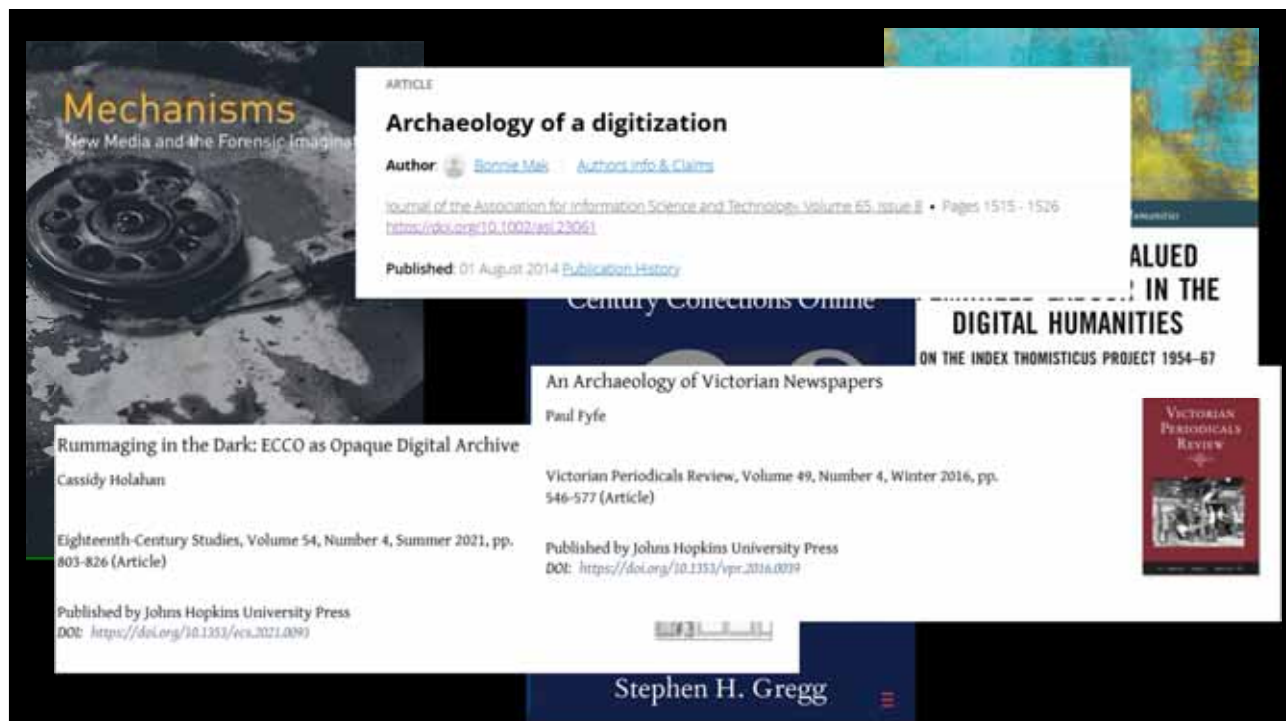 Mechanisms
New Media and the Forensic Imaginat
ARTICLE
Archaeology of a digitization
Author: Bonnie Mak Authors Info & Claims
Journal of the Association for Information Science and Technology, Volume 65, Issue 8 • Pages 1515 - 1526
https://doi.org/10.1002/asi.23061
Published: 01 August 2014 Publication History
Humanities
ALUED
IN THE
DIGITAL HUMANITIES
ON THE INDEX THOMISTICUS PROJECT 1954–67
Century Collections Online
An Archaeology of Victorian Newspapers
Paul Fyfe
Victorian Periodicals Review, Volume 49, Number 4, Winter 2016, pp.
546-577 (Article)
Published by Johns Hopkins University Press
DOI: https://doi.org/10.1353/vpr.2016.0039
VICTORIAN
PERIODICALS
REVIEW
Rummaging in the Dark: ECCO as Opaque Digital Archive
Cassidy Holahan
Eighteenth-Century Studies, Volume 54, Number 4, Summer 2021, pp.
803-826 (Article)
Published by Johns Hopkins University Press
DOI: https://doi.org/10.1353/ecs.2021.0093
Stephen H. Gregg